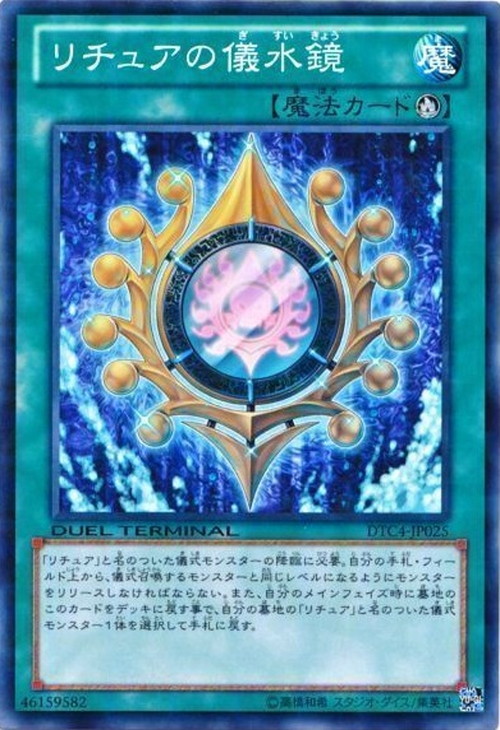 リチュアの儀水鏡
魔
【魔法カード】
DUEL TERMINAL
DTC4-JP025
「リチュア」と名のついた儀式モンスターの降臨に必要。自分の手札・フィ
ールド上から、儀式召喚するモンスターと同じレベルになるようにモンスター
をリリースしなければならない。また、自分のメインフェイズ時に墓地の
このカードをデッキに戻す事で、自分の墓地の「リチュア」と名のついた儀式
モンスター1体を選択して手札に戻す。
46159582
©高橋和希 スタジオ・ダイス/集英社